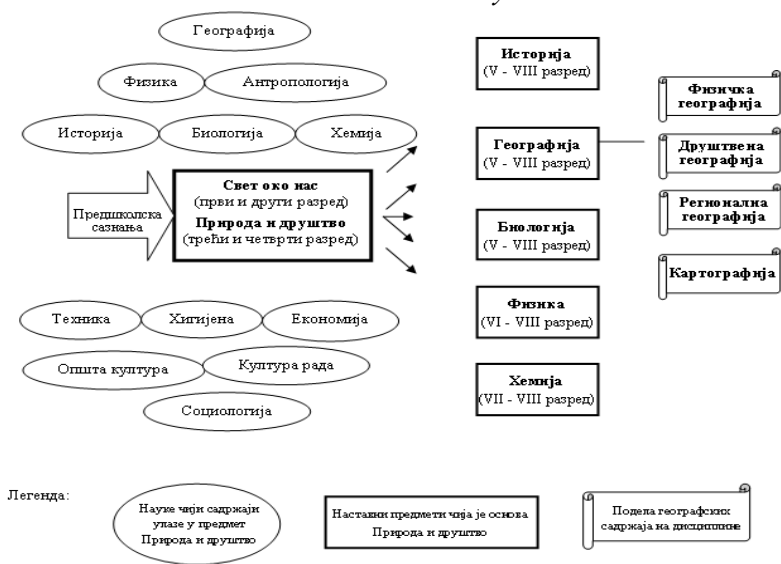 Географија
Физика
Антропологија
Историја
Биологија
Хемија
Предшколска
сазнања
Свет око нас
(први и други разред)
Природа и друштво
(трећи и четврти разред)
Техника
Хигијена
Економија
Општа култура
Култура рада
Социологија
Историја
(V - VIII разред)
Географија
(V - VIII разред)
Биологија
(V - VIII разред)
Физика
(VI - VIII разред)
Хемија
(VII - VIII разред)
Физичка
географија
Друштвена
географија
Регионална
географија
Картографија
Легенда:
Науке чији садржаји
улазе у предмет
Природа и друштво
Наставни предмети чија је основа
Природа и друштво
Подела географских
садржаја на дисциплине